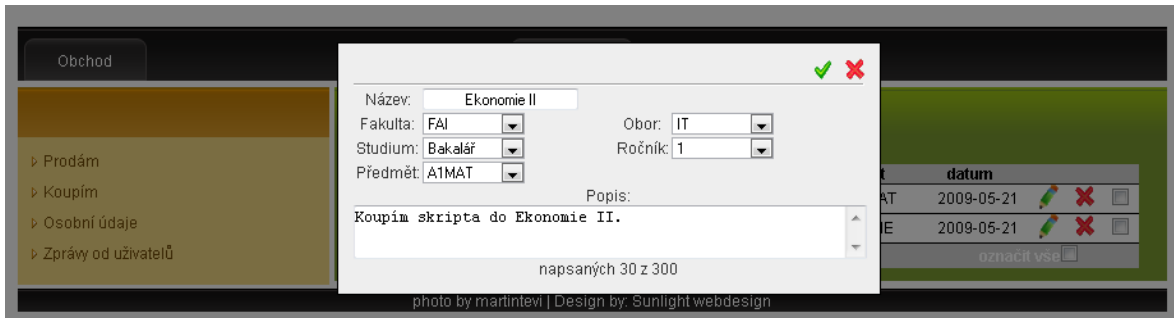 Obchod
Název: Ekonomie II
Fakulta: FAI Obor: IT
Studium: Bakalář Ročník: 1
Předmět: A1MAT
Popis:
Koupím skripta do Ekonomie II.
napsaných 30 z 300
Prodám
Koupím
Osobní údaje
Zprávy od uživatelů
t datum
AT 2009-05-21
IE 2009-05-21
označit vše
photo by martintevi | Design by: Sunlight webdesign